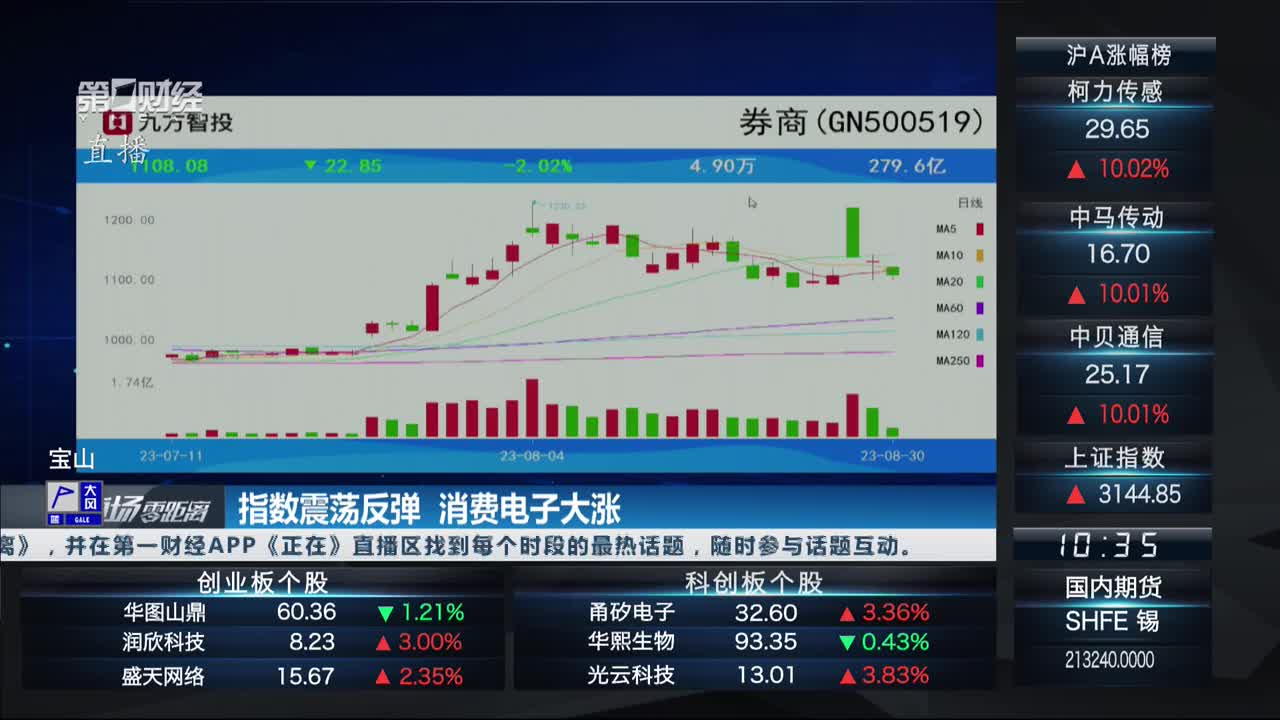 第一财经
直播
九方智投
券商(GN500519)
1108.08 ▼22.85 -2.02% 4.90万 279.6亿
日线
1200.00
1100.00
1000.00
1.74亿
MA5
MA10
MA20
MA60
MA120
MA250
23-07-11 23-08-04 23-08-30
宝山
大风
GALE
市场零距离
指数震荡反弹 消费电子大涨
离》，并在第一财经APP《正在》直播区找到每个时段的最热话题，随时参与话题互动。
创业板个股
华图山鼎 60.36 ▼1.21%
润欣科技 8.23 ▲3.00%
盛天网络 15.67 ▲2.35%
科创板个股
甬矽电子 32.60 ▲3.36%
华熙生物 93.35 ▼0.43%
光云科技 13.01 ▲3.83%
沪A涨幅榜
柯力传感
29.65
▲ 10.02%
中马传动
16.70
▲ 10.01%
中贝通信
25.17
▲ 10.01%
上证指数
▲ 3144.85
10:35
国内期货
SHFE 锡
213240.0000